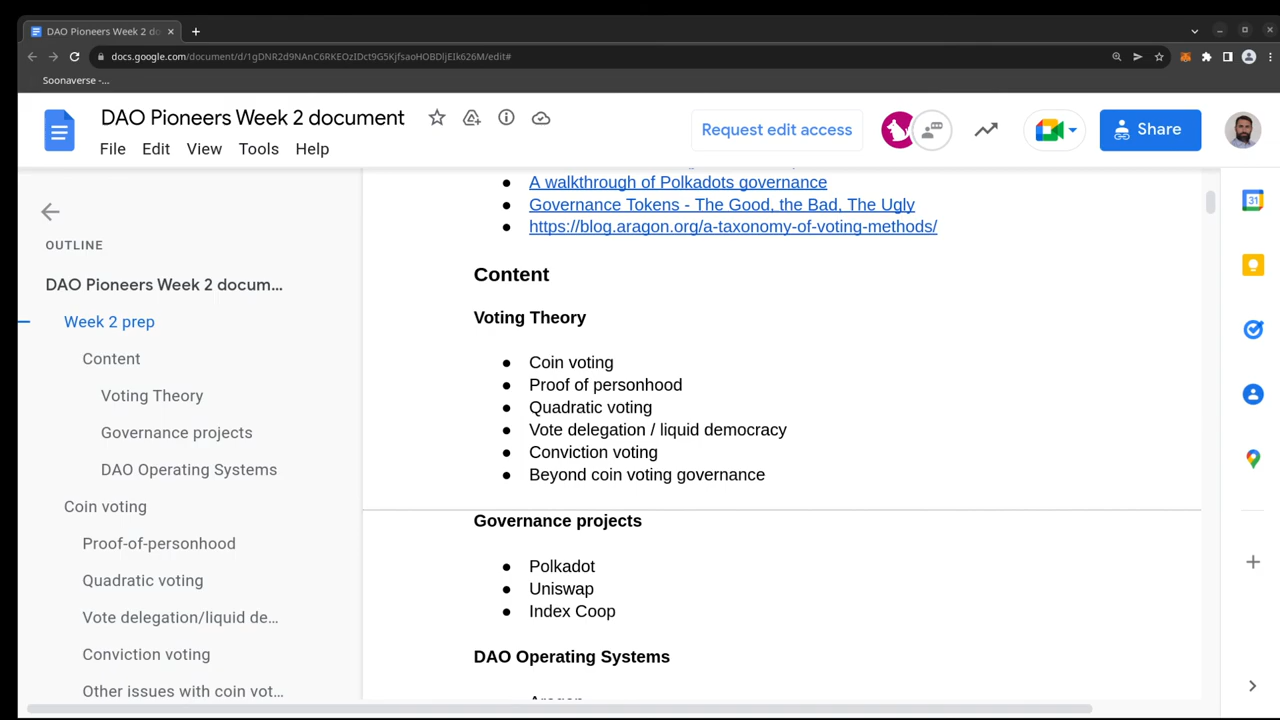 DAO Pioneers Week 2 do
docs.google.com/document/d/1gDNR2d9NAnC6RKEOzIDct9G5KjfsaoHOBDljEIk626M/edit#
Soonaverse -...
DAO Pioneers Week 2 document
File Edit View Tools Help
Request edit access
Share
OUTLINE
DAO Pioneers Week 2 docum...
Week 2 prep
Content
Voting Theory
Governance projects
DAO Operating Systems
Coin voting
Proof-of-personhood
Quadratic voting
Vote delegation/liquid de...
Conviction voting
Other issues with coin vot...
● A walkthrough of Polkadots governance
● Governance Tokens - The Good, the Bad, The Ugly
● https://blog.aragon.org/a-taxonomy-of-voting-methods/
Content
Voting Theory
● Coin voting
● Proof of personhood
● Quadratic voting
● Vote delegation / liquid democracy
● Conviction voting
● Beyond coin voting governance
Governance projects
● Polkadot
● Uniswap
● Index Coop
DAO Operating Systems
31